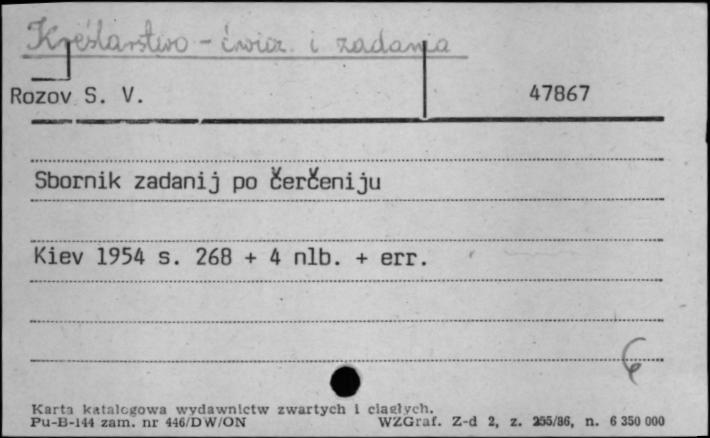 Kreślarstwo - ćwicz. i zadania
Rozov S. V. 47867
Sbornik zadanij po čerčeniju
Kiev 1954 s. 268 + 4 nlb. + err.
Karta katalogowa wydawnictw zwartych i ciągłych.
Pu-B-144 zam. nr 446/DW/ON WZGraf. Z-d 2, z. 255/86, n. 6 350 000